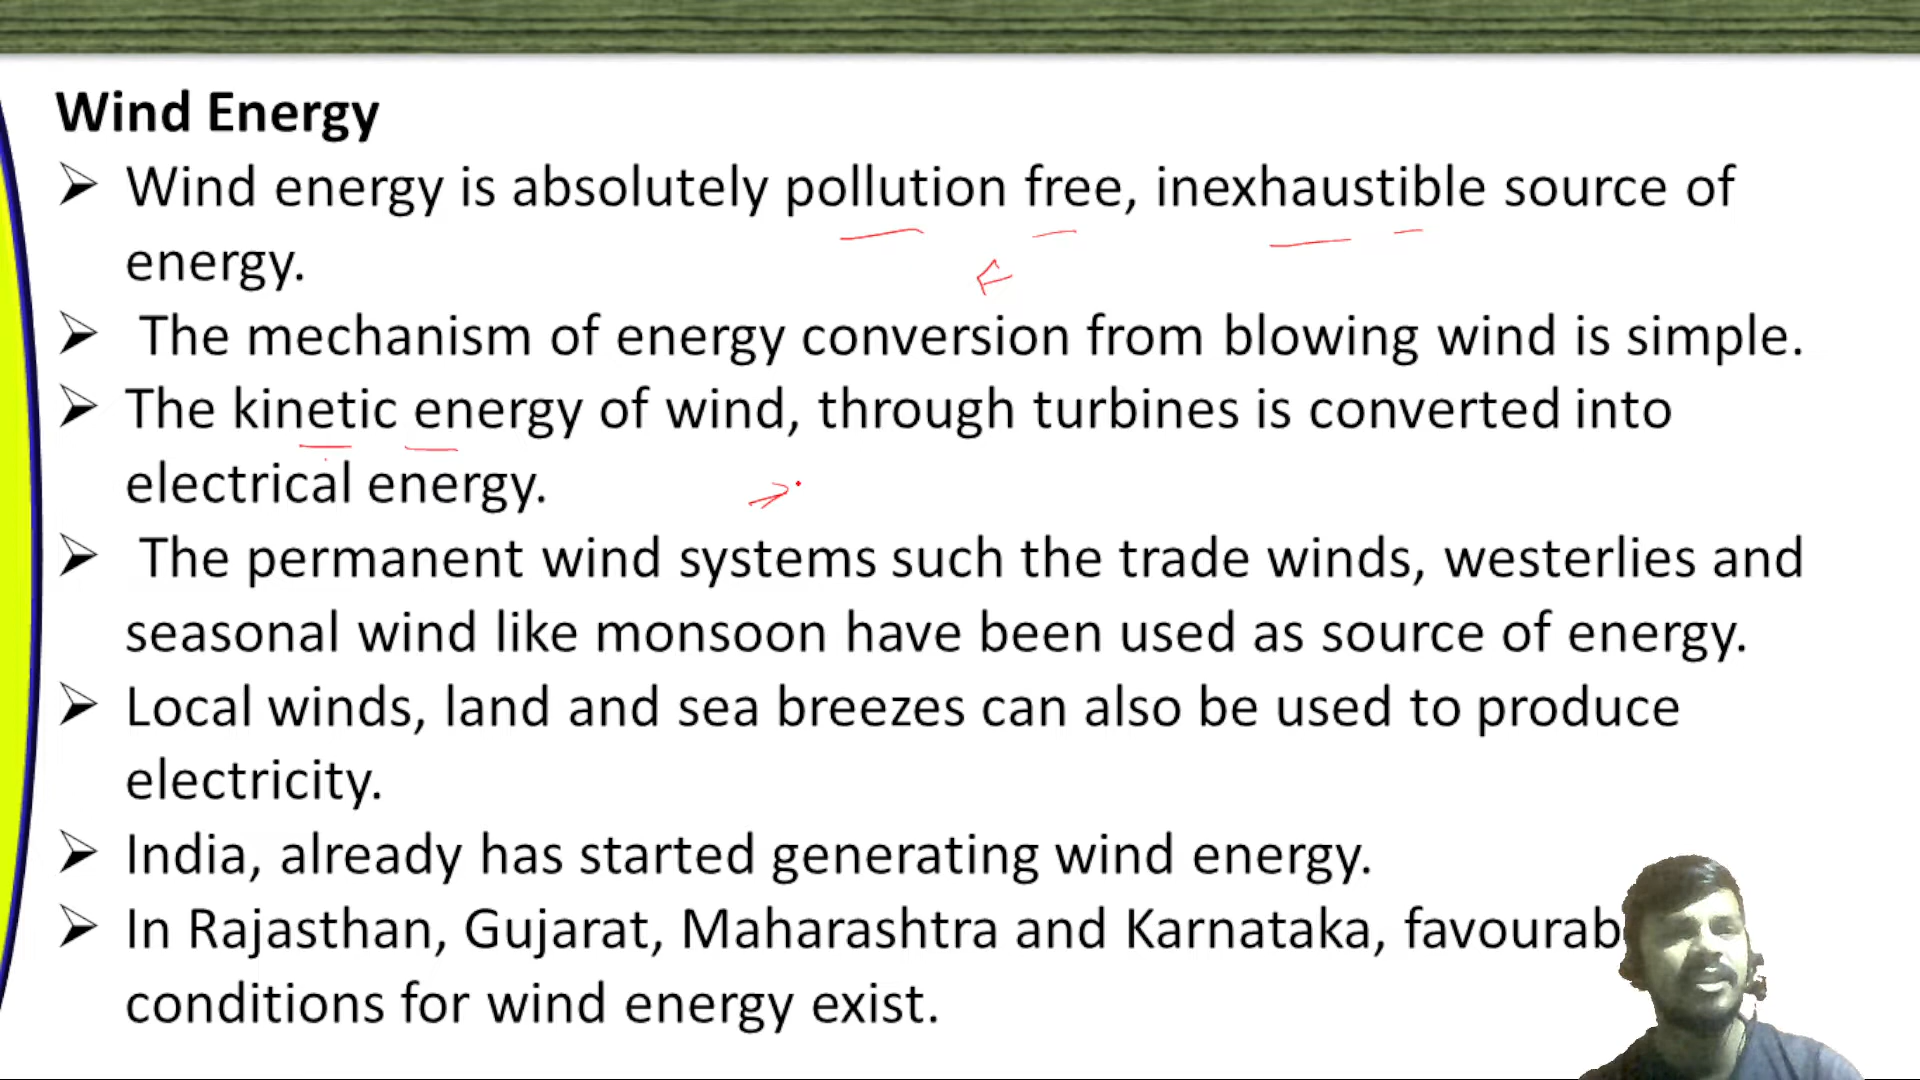 Wind Energy
➢ Wind energy is absolutely pollution free, inexhaustible source of
energy.
➢ The mechanism of energy conversion from blowing wind is simple.
➢ The kinetic energy of wind, through turbines is converted into
electrical energy.
➢ The permanent wind systems such the trade winds, westerlies and
seasonal wind like monsoon have been used as source of energy.
➢ Local winds, land and sea breezes can also be used to produce
electricity.
➢ India, already has started generating wind energy.
➢ In Rajasthan, Gujarat, Maharashtra and Karnataka,
conditions for wind energy exist.